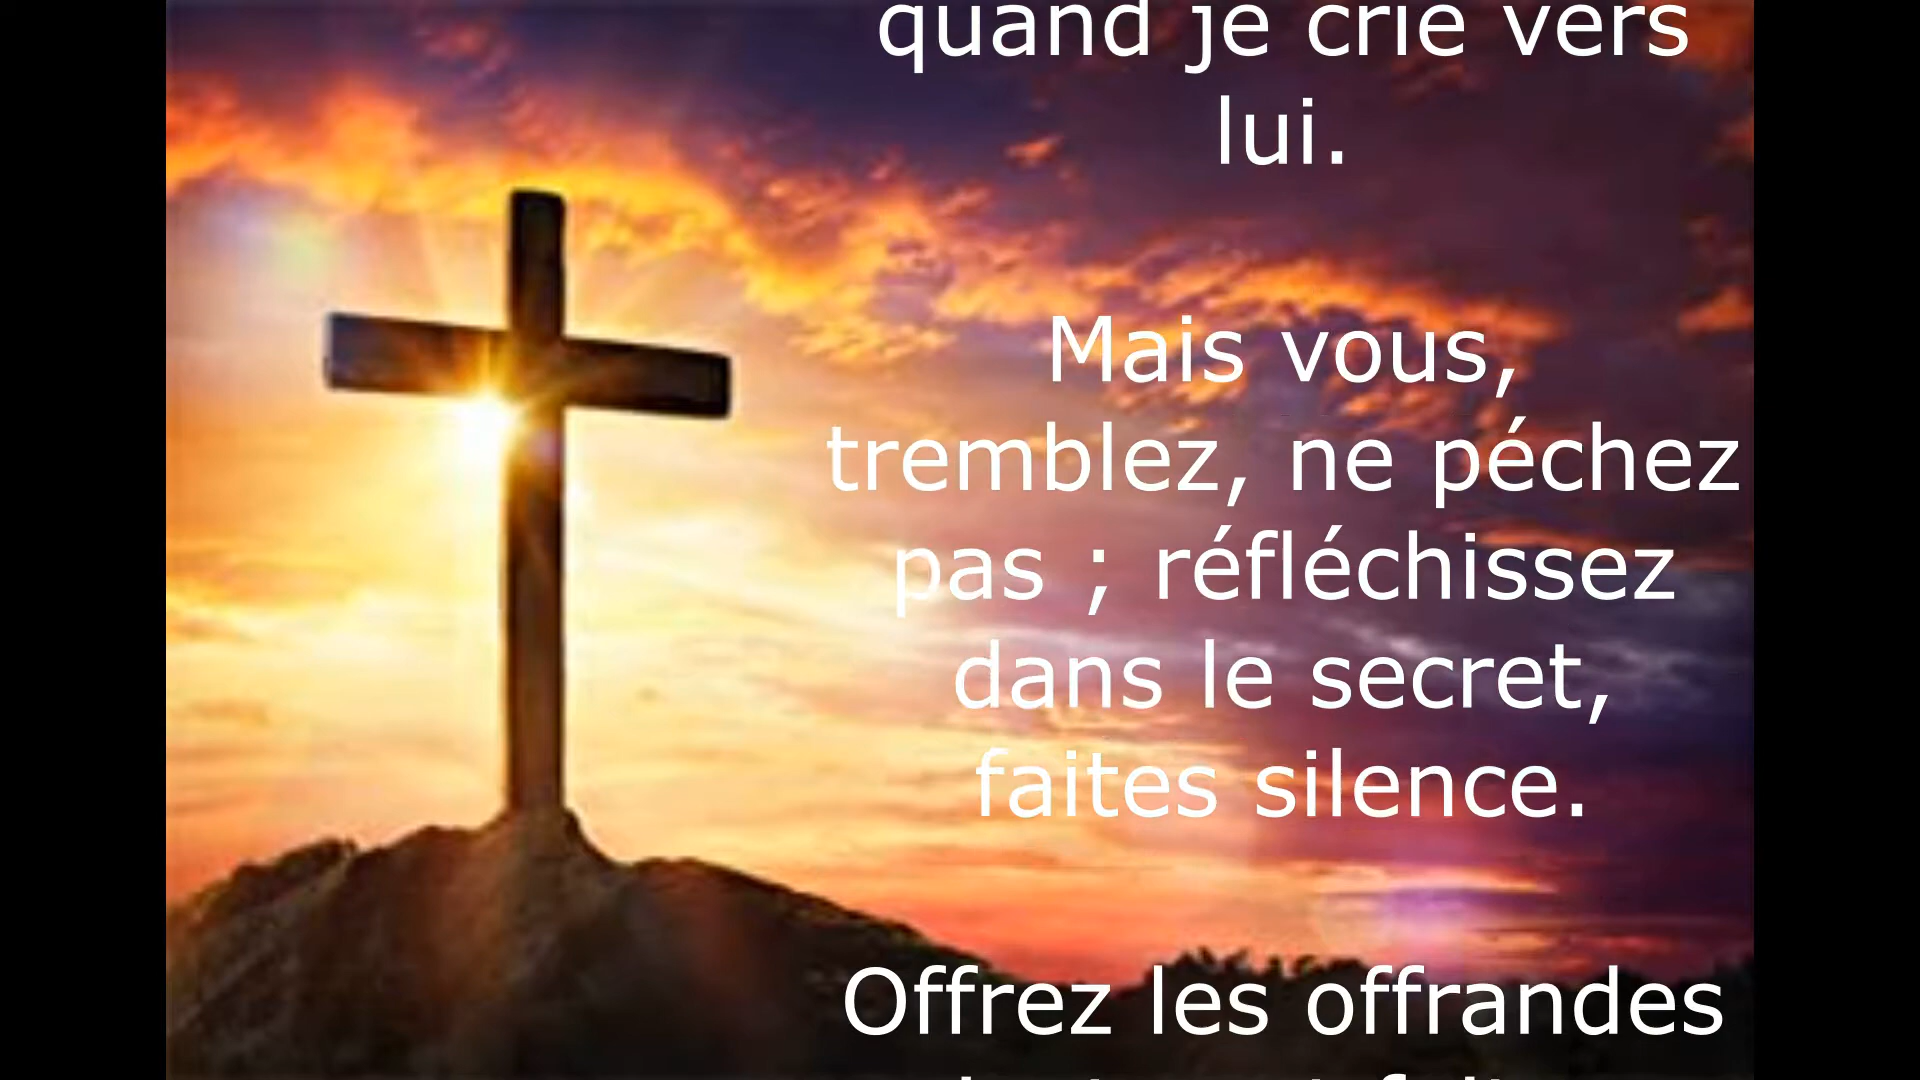 quand je crie vers
lui.
Mais vous,
tremblez, ne péchez
pas ; réfléchissez
dans le secret,
faites silence.
Offrez les offrandes